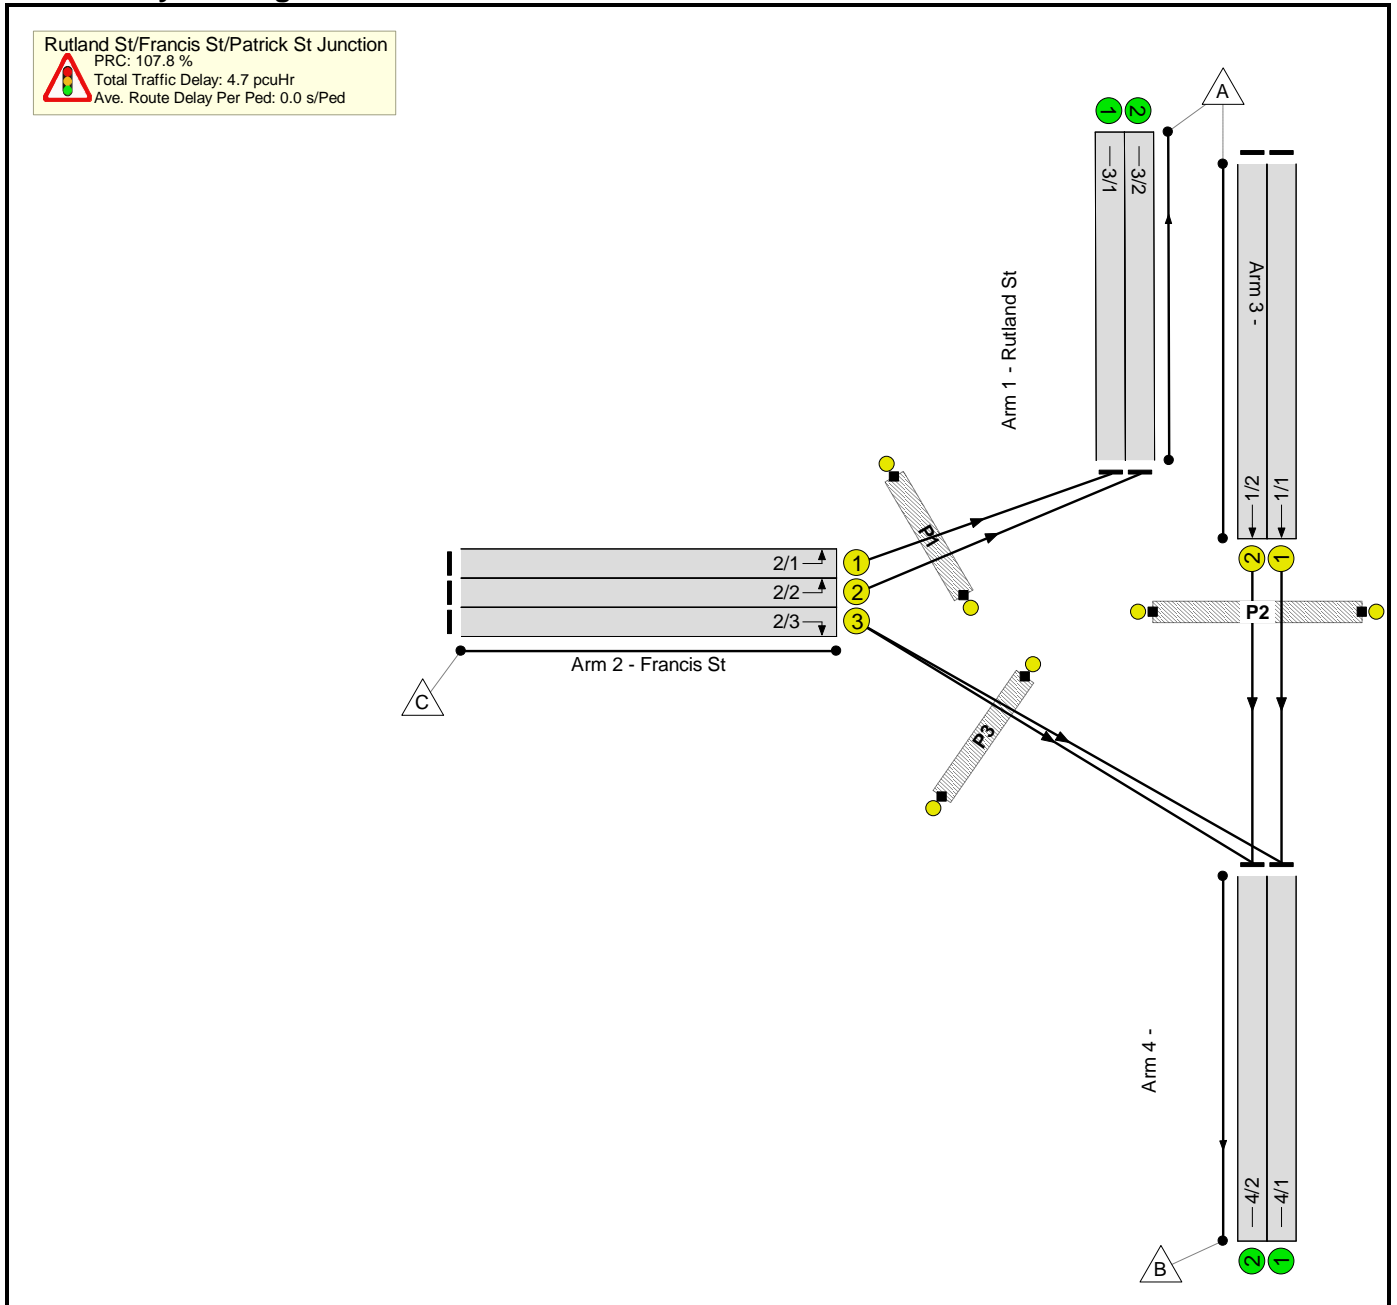 Rutland St/Francis St/Patrick St Junction
PRC: 107.8 %
Total Traffic Delay: 4.7 pcuHr
Ave. Route Delay Per Ped: 0.0 s/Ped
A
1
2
3/1
3/2
Arm 1 - Rutland St
Arm 3 -
1/2
1/1
2
1
P1
P2
2/1
1
2/2
2
2/3
3
Arm 2 - Francis St
C
P3
Arm 4 -
4/2
4/1
2
1
B